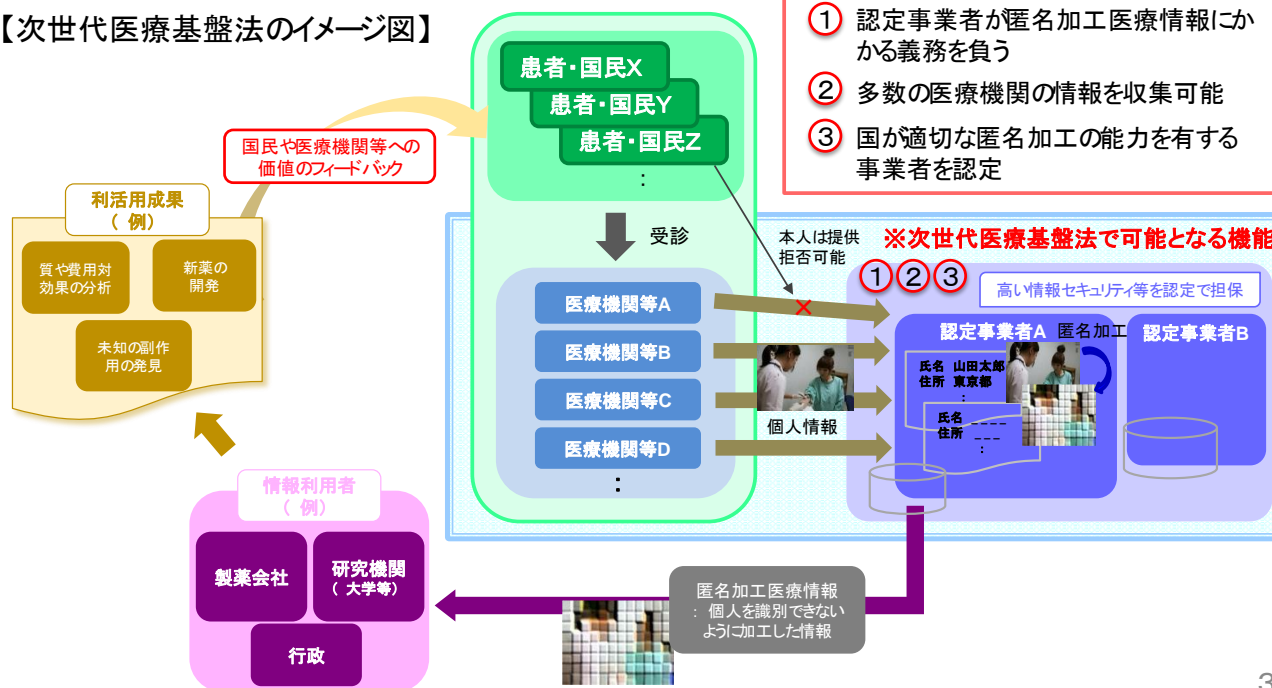 【次世代医療基盤法のイメージ図】
① 認定事業者が匿名加工医療情報にか
かる義務を負う
② 多数の医療機関の情報を収集可能
③ 国が適切な匿名加工の能力を有する
事業者を認定
患者・国民X
患者・国民Y
患者・国民Z
:
国民や医療機関等への
価値のフィードバック
利活用成果
( 例)
質や費用対
効果の分析
新薬の
開発
未知の副作
用の発見
受診
本人は提供
拒否可能
※次世代医療基盤法で可能となる機能
①②③
高い情報セキュリティ等を認定で担保
医療機関等A
医療機関等B
医療機関等C
医療機関等D
:
個人情報
認定事業者A
匿名加工
認定事業者B
氏名 山田太郎
住所 東京都
:
氏名 _ _ _ _
住所 _ _ _
:
情報利用者
( 例)
製薬会社
研究機関
( 大学等)
行政
匿名加工医療情報
: 個人を識別できない
ように加工した情報
3